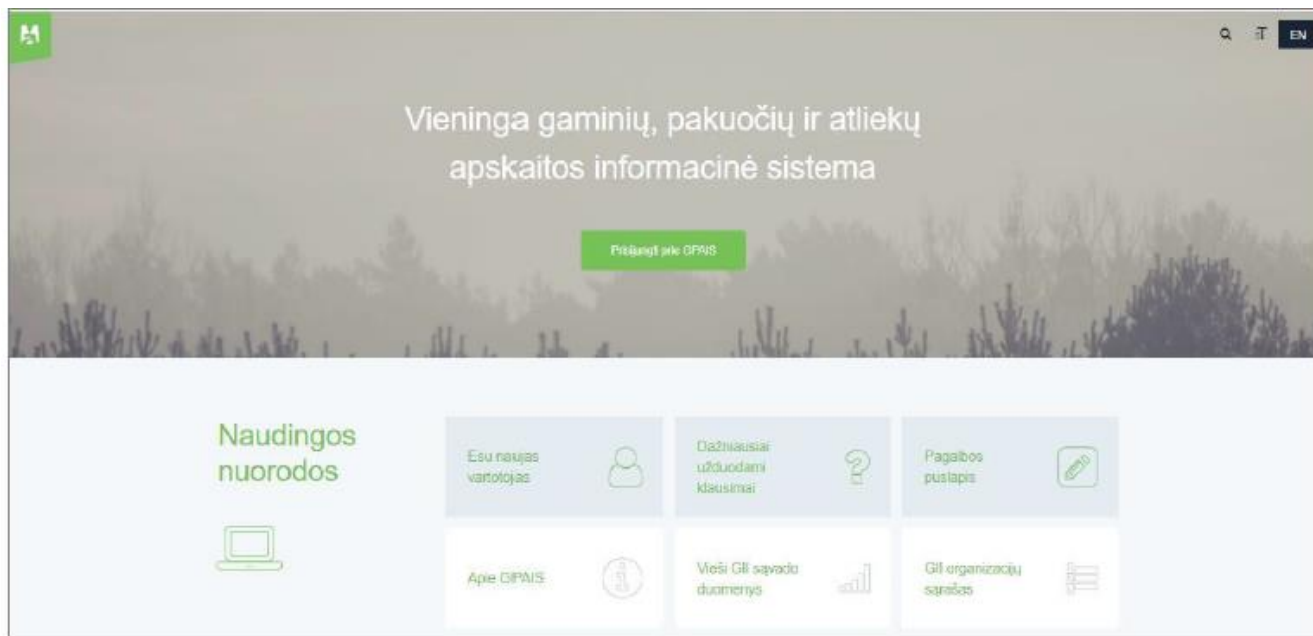 EN
Vieninga gaminių, pakuočių ir atliekų
apskaitos informacinė sistema
Prisijungti prie GPAIS
Naudingos
nuorodos
Esu naujas
vartotojas
Dažniausiai
užduodami
klausimai
Pagalbos
puslapis
Apie GPAIS
Vieši GII sąvado
duomenys
GII organizacijų
sąrašas